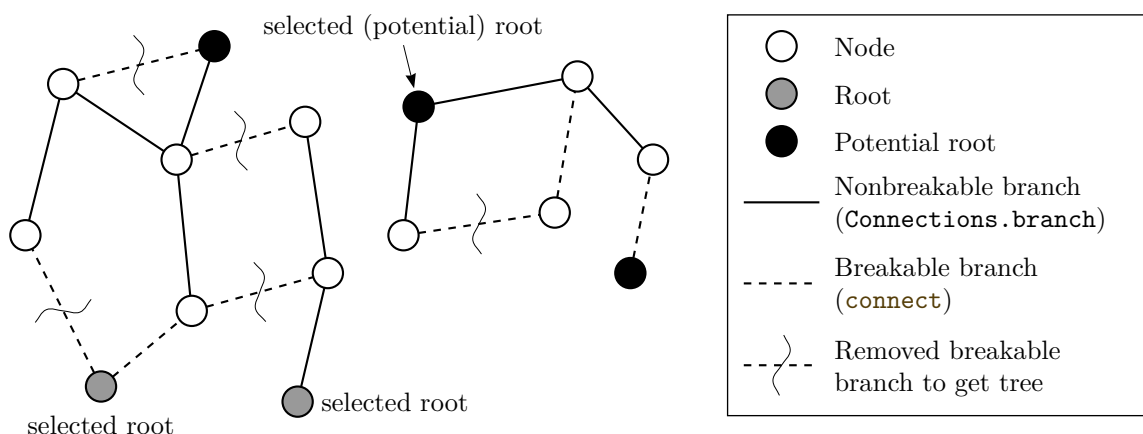 selected (potential) root
selected root
selected root
Node
Root
Potential root
Nonbreakable branch
(Connections.branch)
Breakable branch
(connect)
Removed breakable
branch to get tree